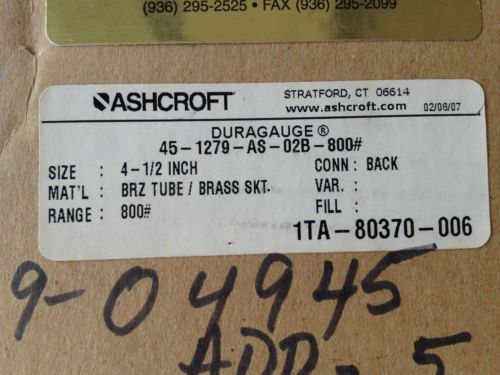 (936) 295-2525 • FAX (936) 295-2099
ASHCROFT
STRATFORD, CT 06614
www.ashcroft.com 02/06/07
DURAGAUGE®
45-1279-AS-02B-800#
SIZE : 4-1/2 INCH CONN : BACK
MAT'L : BRZ TUBE / BRASS SKT. VAR. :
RANGE : 800# FILL :
1TA-80370-006
9-04945
ADD-5